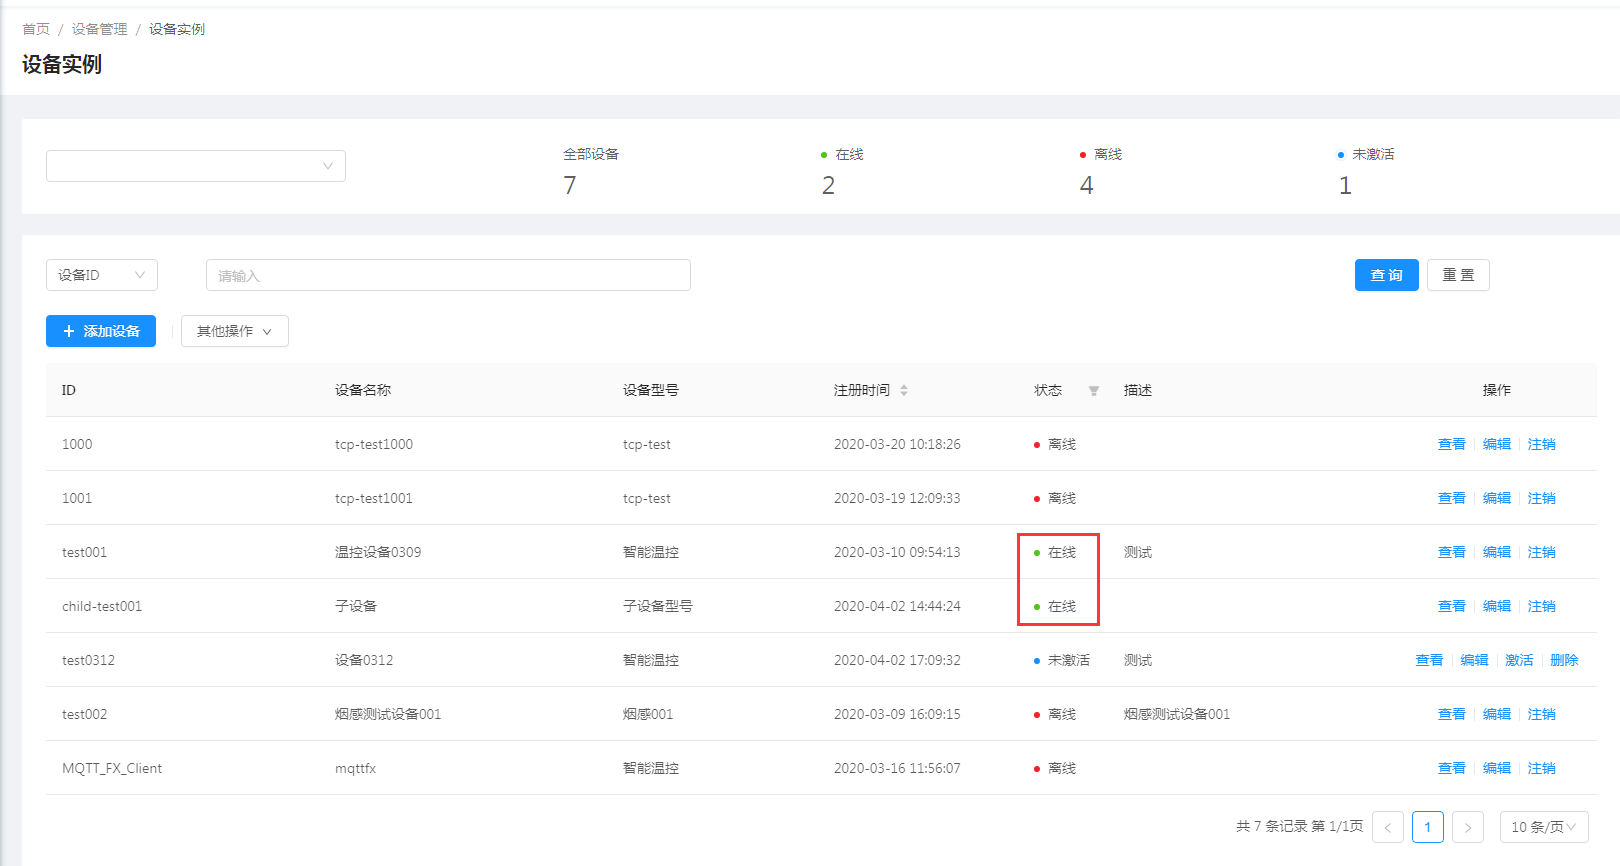 首页 / 设备管理 / 设备实例
设备实例
全部设备 在线 离线 未激活
7 2 4 1
设备ID 请输入 查 询 重 置
添加设备 其他操作
ID 设备名称 设备型号 注册时间 状态 描述 操作
1000 tcp-test1000 tcp-test 2020-03-20 10:18:26 离线 查看 编辑 注销
1001 tcp-test1001 tcp-test 2020-03-19 12:09:33 离线 查看 编辑 注销
test001 温控设备0309 智能温控 2020-03-10 09:54:13 在线 测试 查看 编辑 注销
child-test001 子设备 子设备型号 2020-04-02 14:44:24 在线 查看 编辑 注销
test0312 设备0312 智能温控 2020-04-02 17:09:32 未激活 测试 查看 编辑 激活 删除
test002 烟感测试设备001 烟感001 2020-03-09 16:09:15 离线 烟感测试设备001 查看 编辑 注销
MQTT_FX_Client mqttfx 智能温控 2020-03-16 11:56:07 离线 查看 编辑 注销
共 7 条记录 第 1/1页 < 1 > 10 条/页